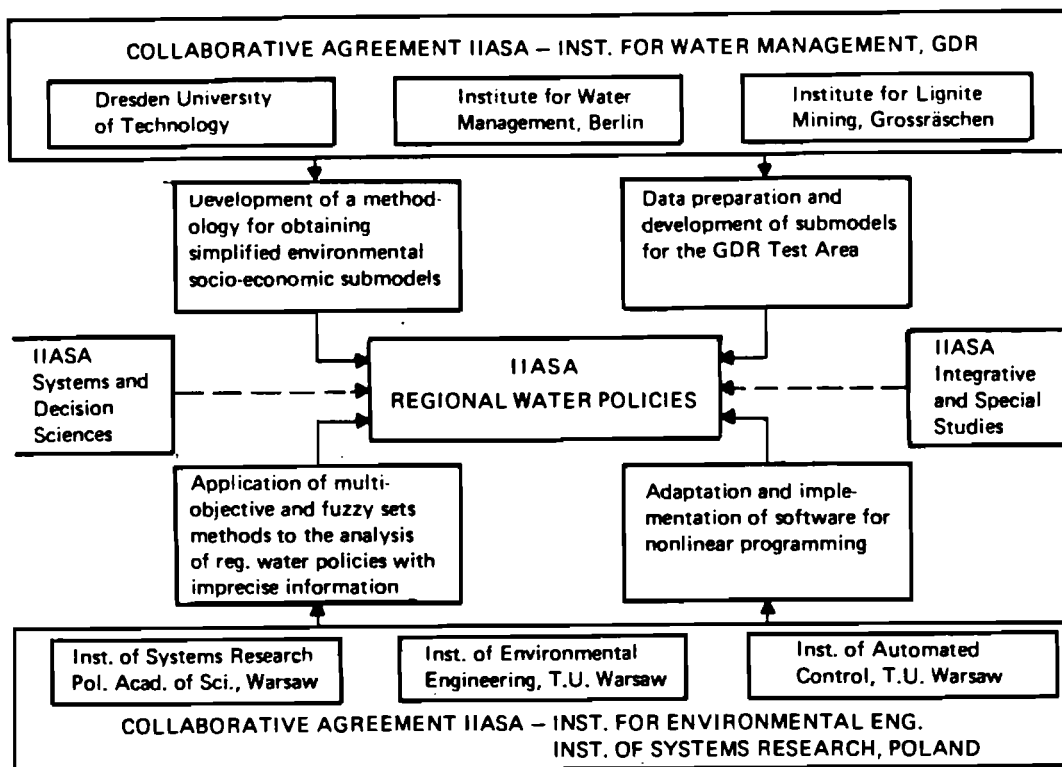 COLLABORATIVE AGREEMENT IIASA – INST. FOR WATER MANAGEMENT, GDR
Dresden University
of Technology
Institute for Water
Management, Berlin
Institute for Lignite
Mining, Grossräschen
Development of a method-
ology for obtaining
simplified environmental
socio-economic submodels
Data preparation and
development of submodels
for the GDR Test Area
IIASA
Systems and
Decision
Sciences
IIASA
REGIONAL WATER POLICIES
IIASA
Integrative
and Special
Studies
Application of multi-
objective and fuzzy sets
methods to the analysis
of reg. water policies with
imprecise information
Adaptation and imple-
mentation of software for
nonlinear programming
Inst. of Systems Research
Pol. Acad. of Sci., Warsaw
Inst. of Environmental
Engineering, T.U. Warsaw
Inst. of Automated
Control, T.U. Warsaw
COLLABORATIVE AGREEMENT IIASA – INST. FOR ENVIRONMENTAL ENG.
INST. OF SYSTEMS RESEARCH, POLAND